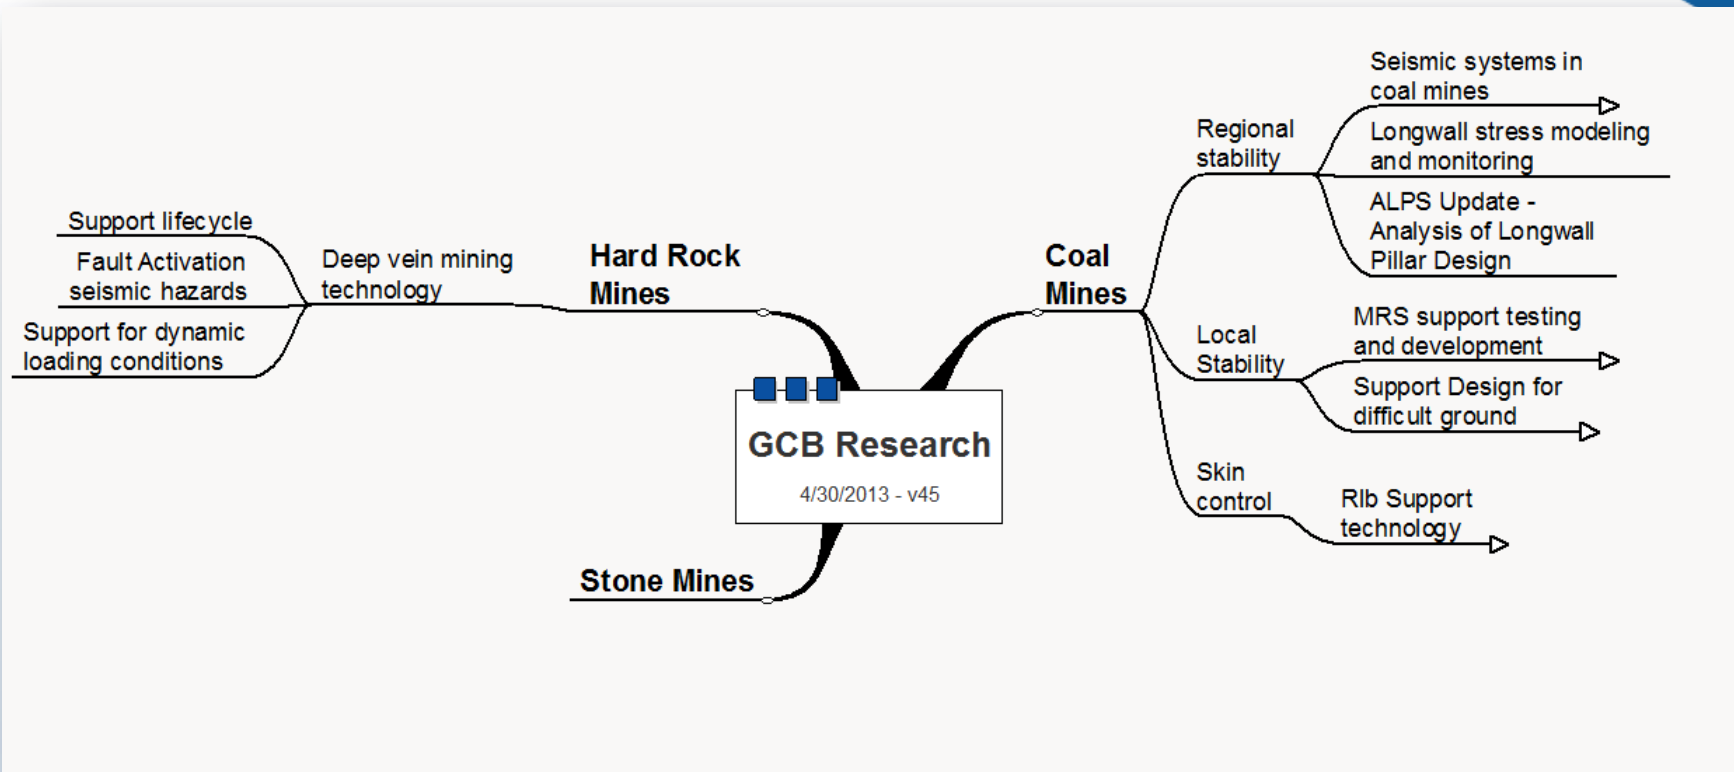 Seismic systems in
coal mines
Regional
stability
Longwall stress modeling
and monitoring
ALPS Update -
Analysis of Longwall
Pillar Design
Support lifecycle
Fault Activation
seismic hazards
Support for dynamic
loading conditions
Deep vein mining
technology
Hard Rock
Mines
Coal
Mines
Local
Stability
MRS support testing
and development
Support Design for
difficult ground
GCB Research
4/30/2013 - v45
Skin
control
RIb Support
technology
Stone Mines